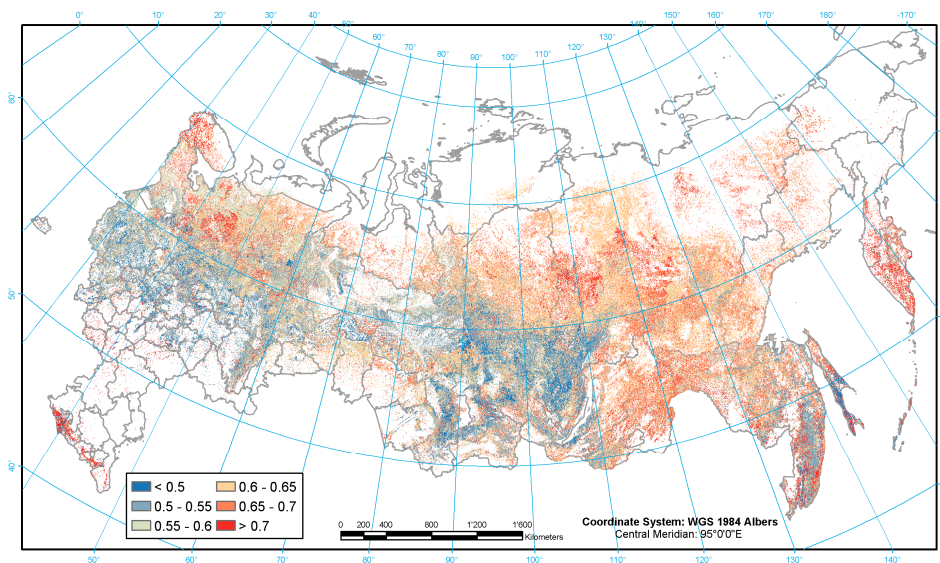 0° 10° 20° 30° 40° 50° 130° 140° 150° 160° 170° 180° -170°
60° 70° 80° 90° 100° 110° 120°
60°
50°
40°
< 0.5 0.6 - 0.65
0.5 - 0.55 0.65 - 0.7
0.55 - 0.6 > 0.7
0 200 400 800 1'200 1'600
Kilometers
Coordinate System: WGS 1984 Albers
Central Meridian: 95°0'0"E
50° 60° 70° 80° 90° 100° 110° 120° 130° 140°